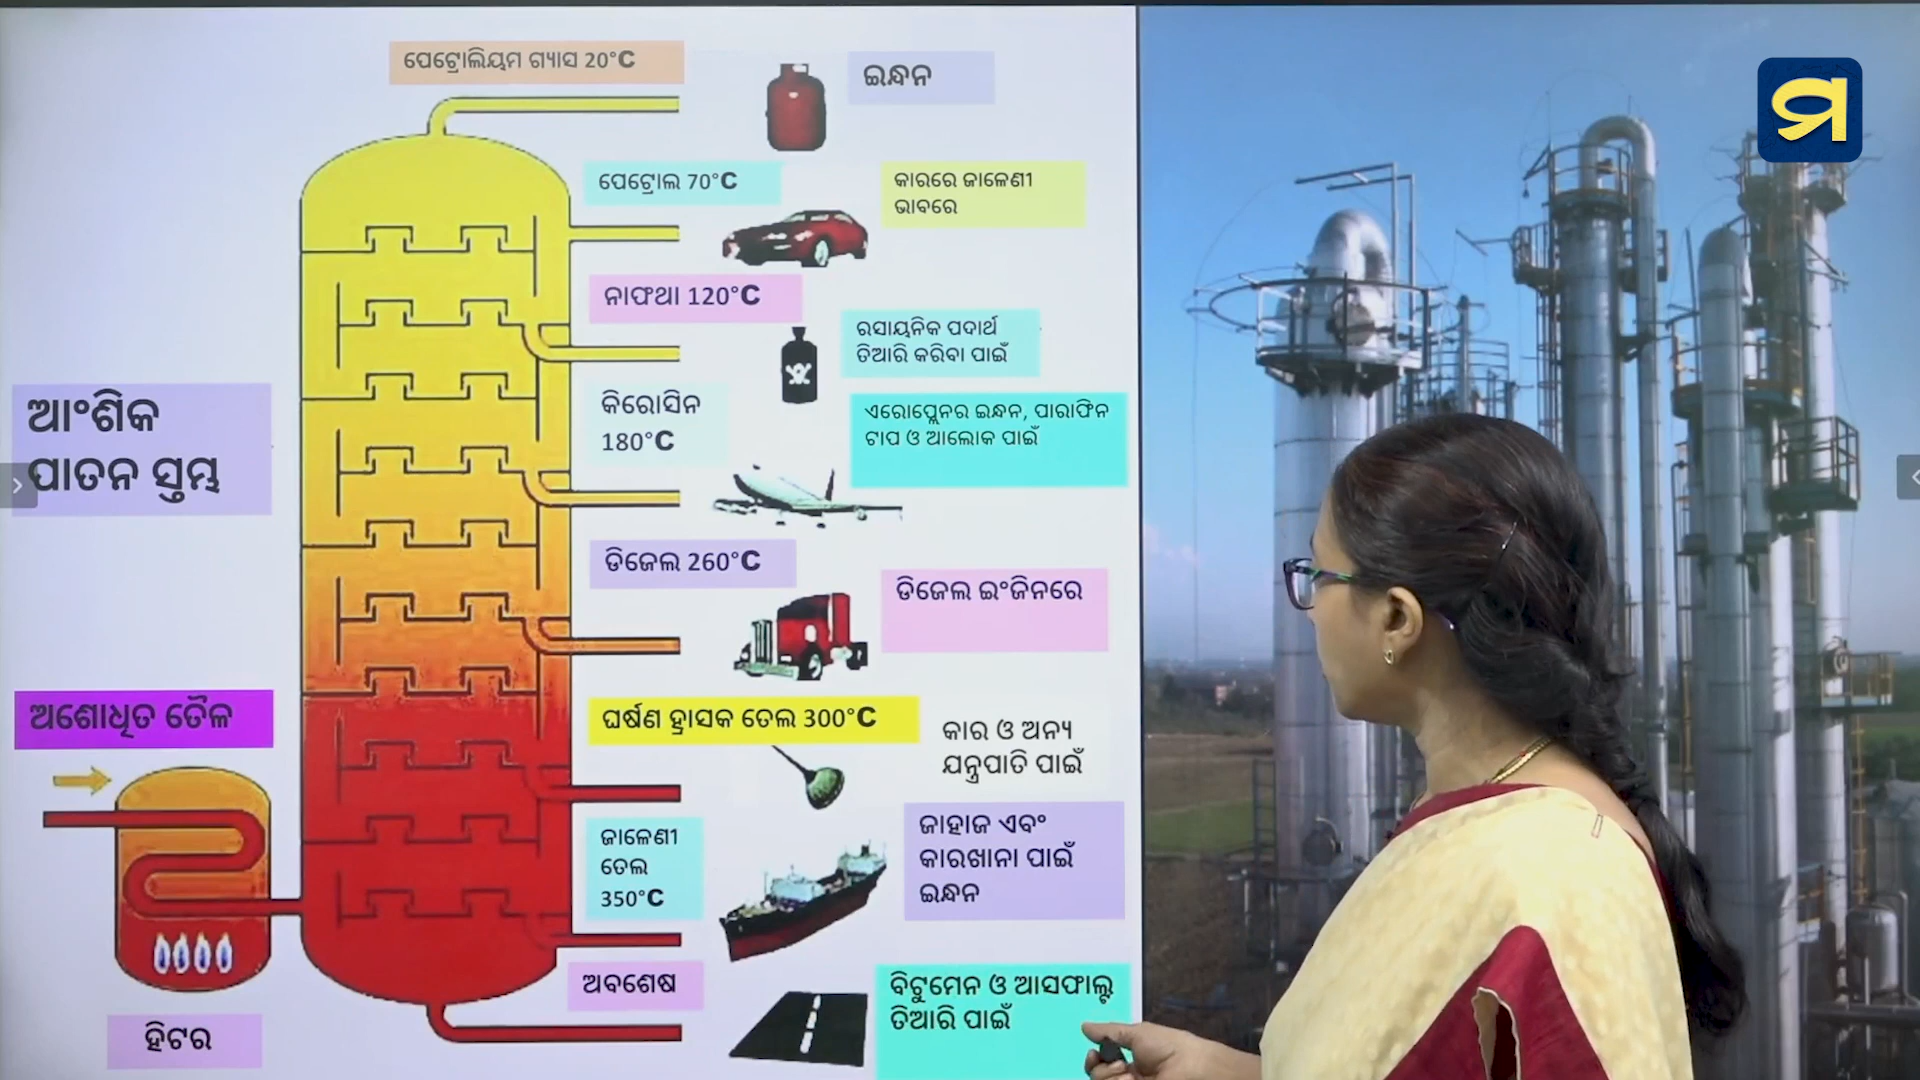 ପେଟ୍ରୋଲିୟମ ଗ୍ୟାସ 20°C
ଇନ୍ଧନ
ପେଟ୍ରୋଲ 70°C
କାରରେ ଜାଳେଣୀ
ଭାବରେ
ନାଫଥା 120°C
ରସାୟନିକ ପଦାର୍ଥ
ତିଆରି କରିବା ପାଇଁ
କିରୋସିନ
180°C
ଏରୋପ୍ଲେନର ଇନ୍ଧନ, ପାରାଫିନ
ଟାପ ଓ ଆଲୋକ ପାଇଁ
ଆଂଶିକ
ପାତନ ସ୍ତମ୍ଭ
ଡିଜେଲ 260°C
ଡିଜେଲ ଇଂଜିନରେ
ଅଶୋଧିତ ତୈଳ
ଘର୍ଷଣ ହ୍ରାସକ ତେଲ 300°C
କାର ଓ ଅନ୍ୟ
ଯନ୍ତ୍ରପାତି ପାଇଁ
ଜାଳେଣୀ
ତେଲ
350°C
ଜାହାଜ ଏବଂ
କାରଖାନା ପାଇଁ
ଇନ୍ଧନ
ଅବଶେଷ
ବିଟୁମେନ ଓ ଆସଫାଲ୍ଟ
ତିଆରି ପାଇଁ
ହିଟର